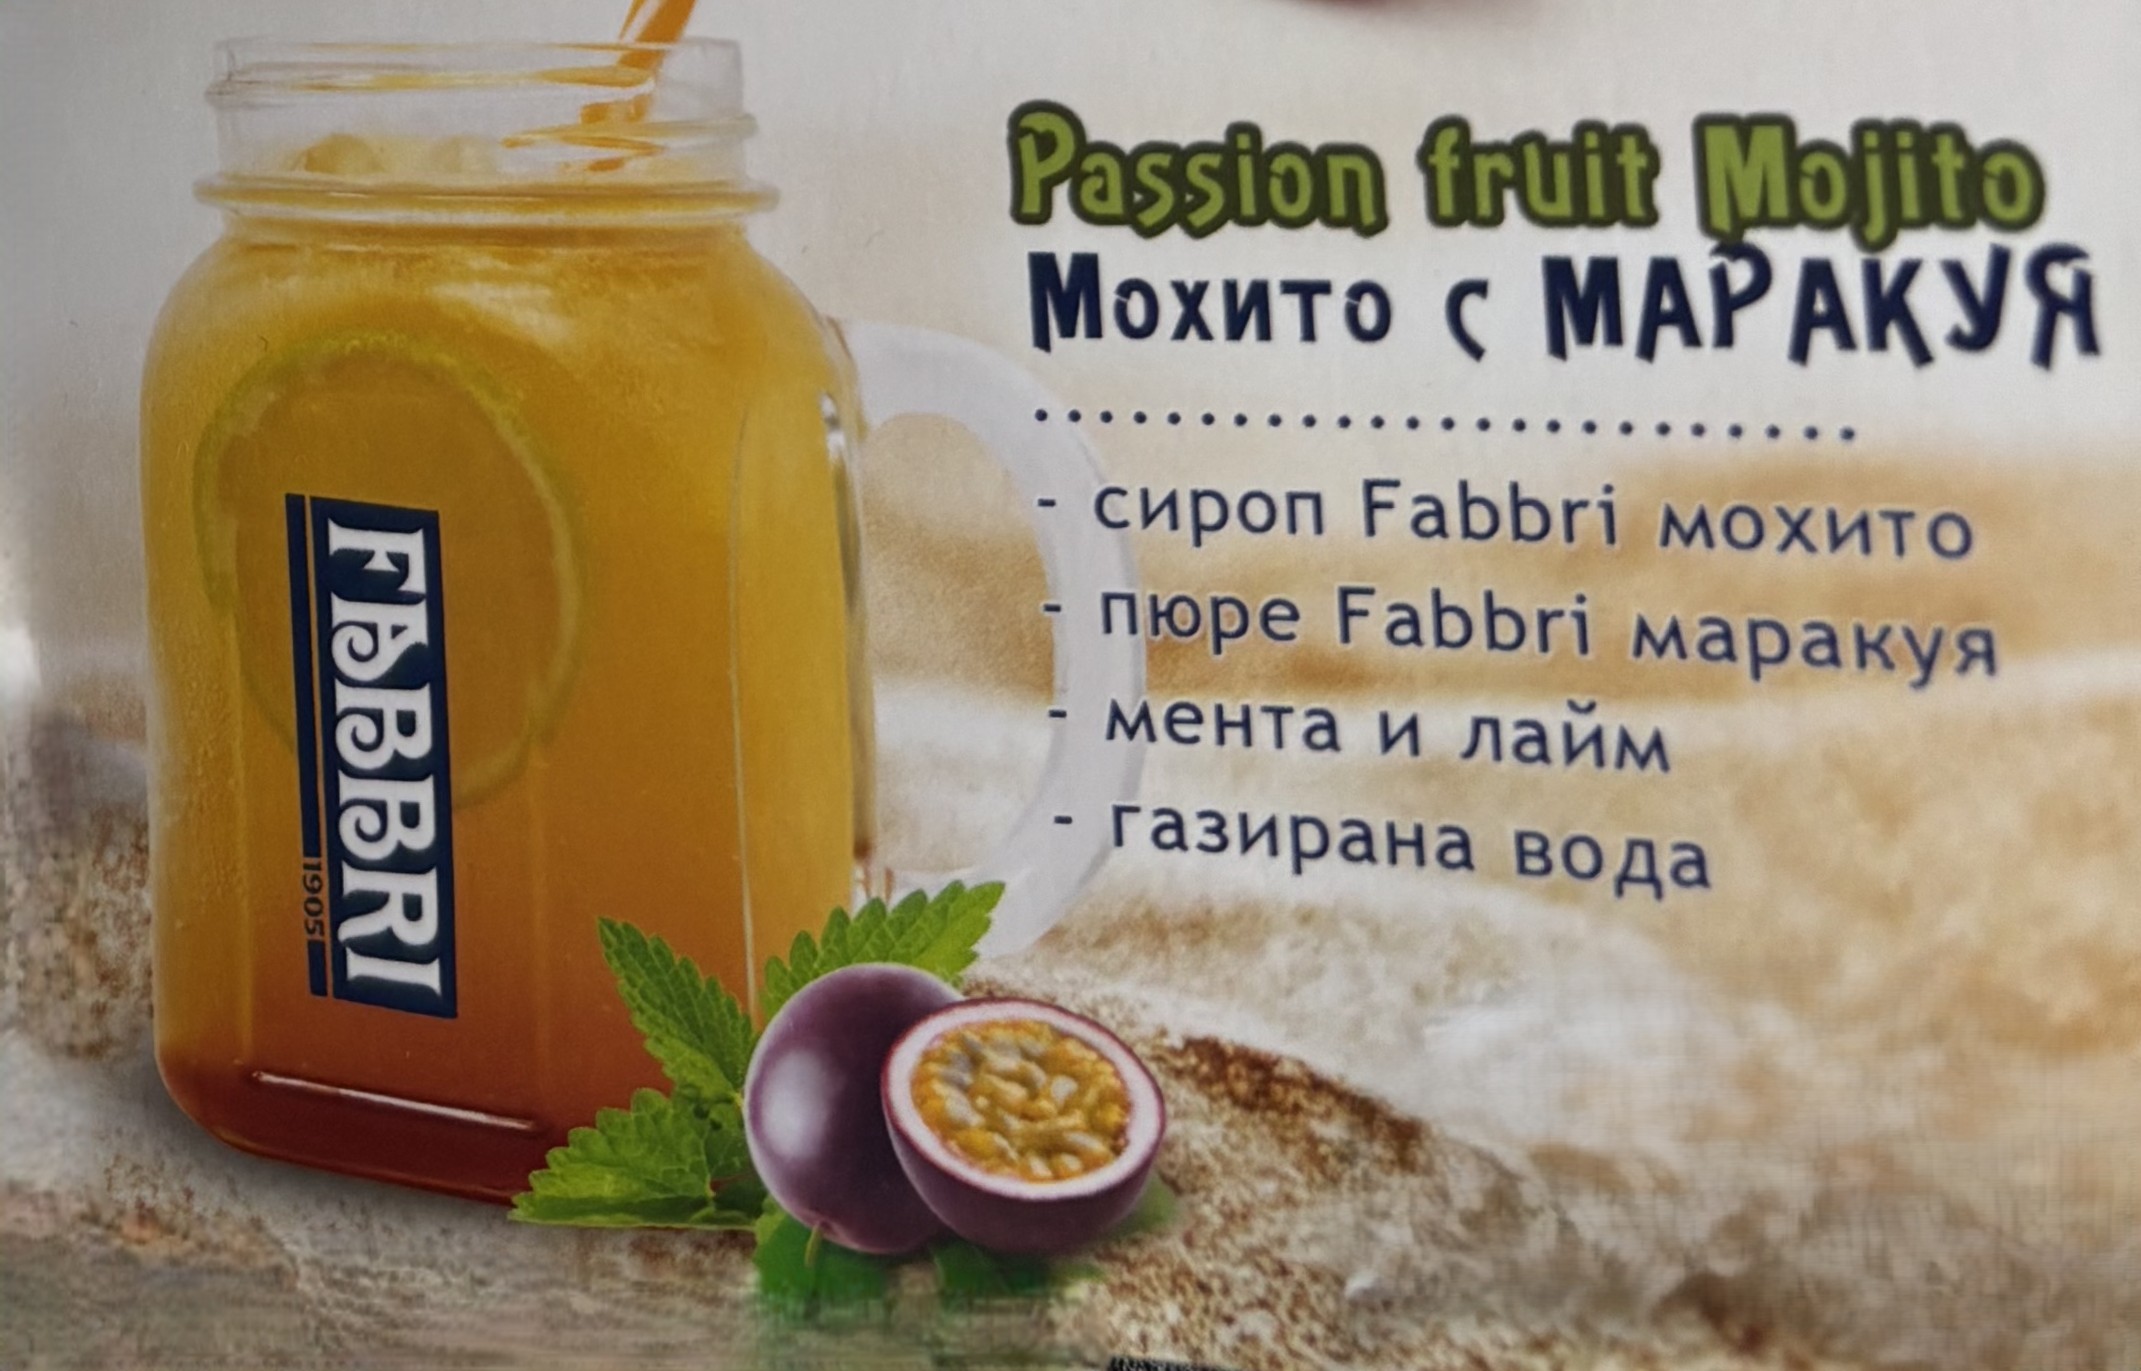 Passion fruit Mojito
Мохито с МАРАКУЯ
- сироп Fabbri мохито
- пюре Fabbri маракуя
- мента и лайм
- газирана вода
FABBRI
1905